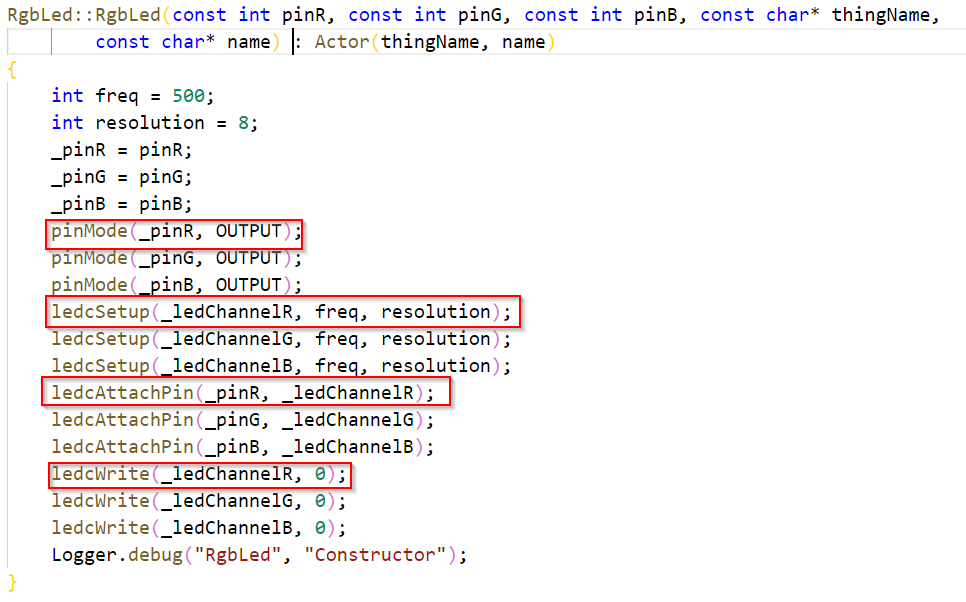 RgbLed::RgbLed(const int pinR, const int pinG, const int pinB, const char* thingName,
const char* name) : Actor(thingName, name)
{
int freq = 500;
int resolution = 8;
_pinR = pinR;
_pinG = pinG;
_pinB = pinB;
pinMode(_pinR, OUTPUT);
pinMode(_pinG, OUTPUT);
pinMode(_pinB, OUTPUT);
ledcSetup(_ledChannelR, freq, resolution);
ledcSetup(_ledChannelG, freq, resolution);
ledcSetup(_ledChannelB, freq, resolution);
ledcAttachPin(_pinR, _ledChannelR);
ledcAttachPin(_pinG, _ledChannelG);
ledcAttachPin(_pinB, _ledChannelB);
ledcWrite(_ledChannelR, 0);
ledcWrite(_ledChannelG, 0);
ledcWrite(_ledChannelB, 0);
Logger.debug("RgbLed", "Constructor");
}